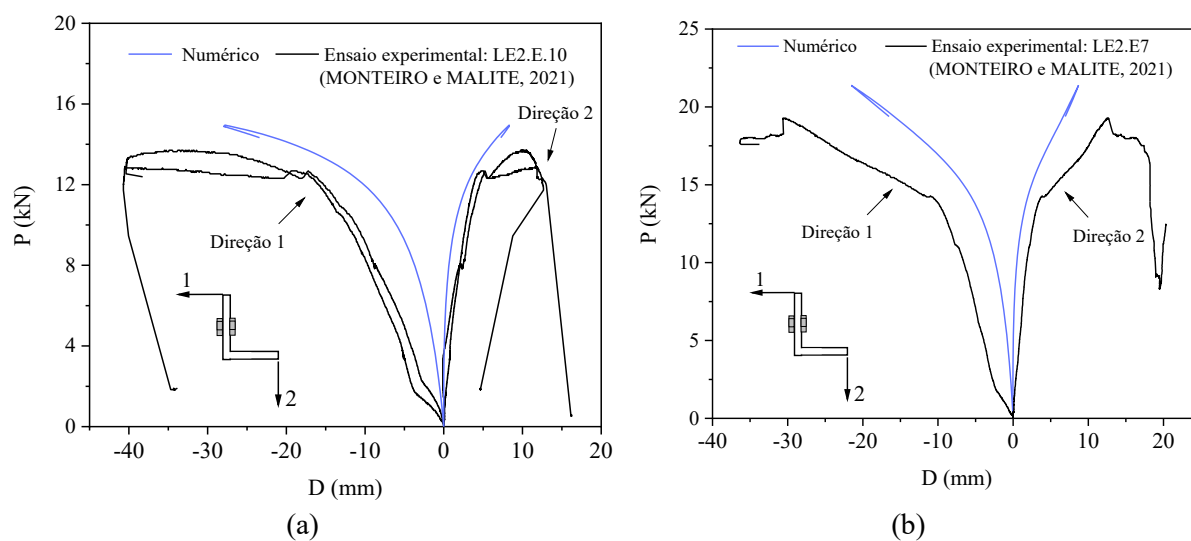 20
16
12
8
4
0
P (kN)
Numérico
Ensaio experimental: LE2.E.10
(MONTEIRO e MALITE, 2021)
Direção 2
Direção 1
1
2
-40
-30
-20
-10
0
10
20
D (mm)
(a)
25
20
15
10
5
0
P (kN)
Numérico
Ensaio experimental: LE2.E7
(MONTEIRO e MALITE, 2021)
Direção 1
Direção 2
1
2
-40
-30
-20
-10
0
10
20
D (mm)
(b)